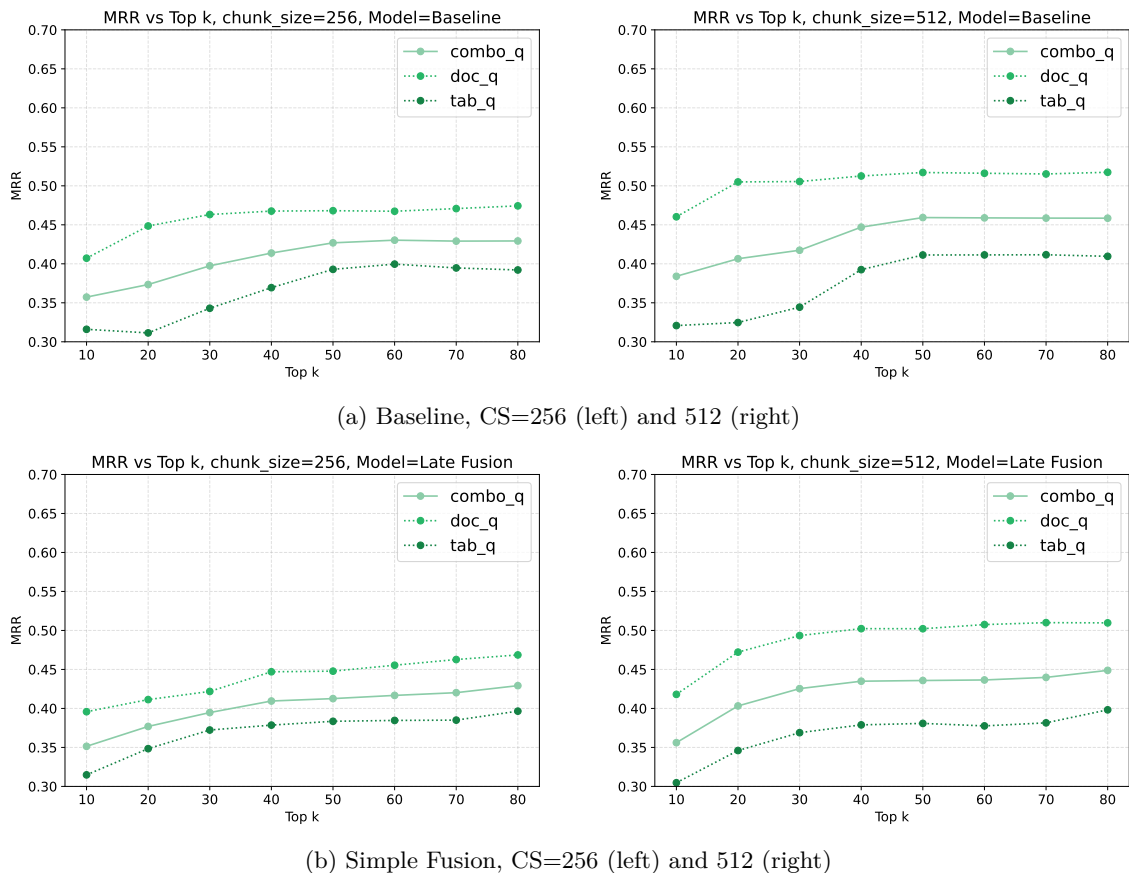 MRR vs Top k, chunk_size=256, Model=Baseline
0.70
0.65
0.60
0.55
0.50
0.45
0.40
0.35
0.30
MRR
combo_q
doc_q
tab_q
10 20 30 40 50 60 70 80
Top k
MRR vs Top k, chunk_size=512, Model=Baseline
0.70
0.65
0.60
0.55
0.50
0.45
0.40
0.35
0.30
MRR
combo_q
doc_q
tab_q
10 20 30 40 50 60 70 80
Top k
(a) Baseline, CS=256 (left) and 512 (right)
MRR vs Top k, chunk_size=256, Model=Late Fusion
0.70
0.65
0.60
0.55
0.50
0.45
0.40
0.35
0.30
MRR
combo_q
doc_q
tab_q
10 20 30 40 50 60 70 80
Top k
MRR vs Top k, chunk_size=512, Model=Late Fusion
0.70
0.65
0.60
0.55
0.50
0.45
0.40
0.35
0.30
MRR
combo_q
doc_q
tab_q
10 20 30 40 50 60 70 80
Top k
(b) Simple Fusion, CS=256 (left) and 512 (right)